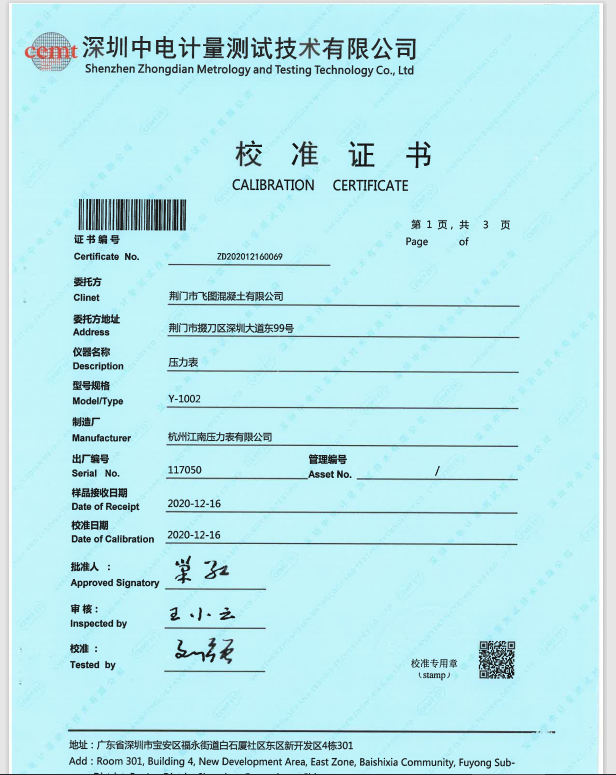 cemt 深圳中电计量测试技术有限公司
Shenzhen Zhongdian Metrology and Testing Technology Co., Ltd
校 准 证 书
CALIBRATION CERTIFICATE
第 1 页, 共 3 页
Page of
证书编号
Certificate No. ZD202012160069
委托方
Clinet 荆门市飞图混凝土有限公司
委托方地址
Address 荆门市掇刀区深圳大道东99号
仪器名称
Description 压力表
型号规格
Model/Type Y-1002
制造厂
Manufacturer 杭州江南压力表有限公司
出厂编号 管理编号
Serial No. 117050 Asset No. /
样品接收日期
Date of Receipt 2020-12-16
校准日期
Date of Calibration 2020-12-16
批准人 :
Approved Signatory
审 核 : 王小云
Inspected by
校准 :
Tested by
校准专用章
(stamp)
地址:广东省深圳市宝安区福永街道白石厦社区东区新开发区4栋301
Add : Room 301, Building 4, New Development Area, East Zone, Baishixia Community, Fuyong Sub-